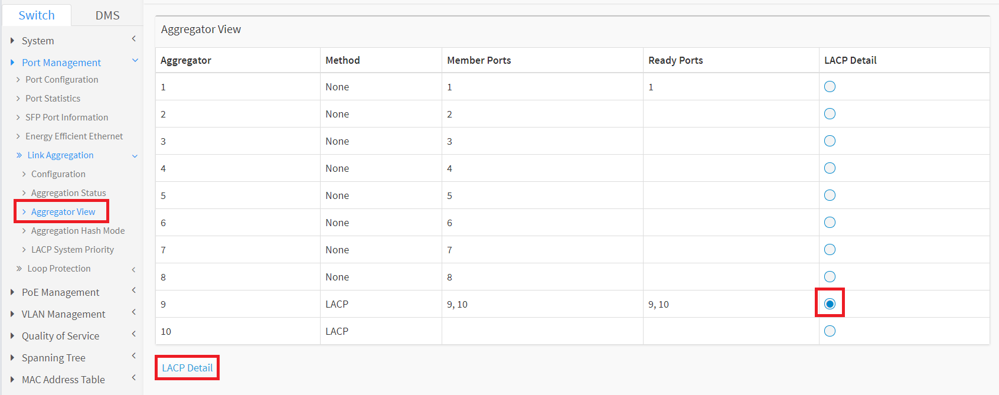 Switch DMS
System
Port Management
Port Configuration
Port Statistics
SFP Port Information
Energy Efficient Ethernet
Link Aggregation
Configuration
Aggregation Status
Aggregator View
Aggregation Hash Mode
LACP System Priority
Loop Protection
PoE Management
VLAN Management
Quality of Service
Spanning Tree
MAC Address Table
Aggregator View
Aggregator Method Member Ports Ready Ports LACP Detail
1 None 1 1
2 None 2
3 None 3
4 None 4
5 None 5
6 None 6
7 None 7
8 None 8
9 LACP 9, 10 9, 10
10 LACP
LACP Detail